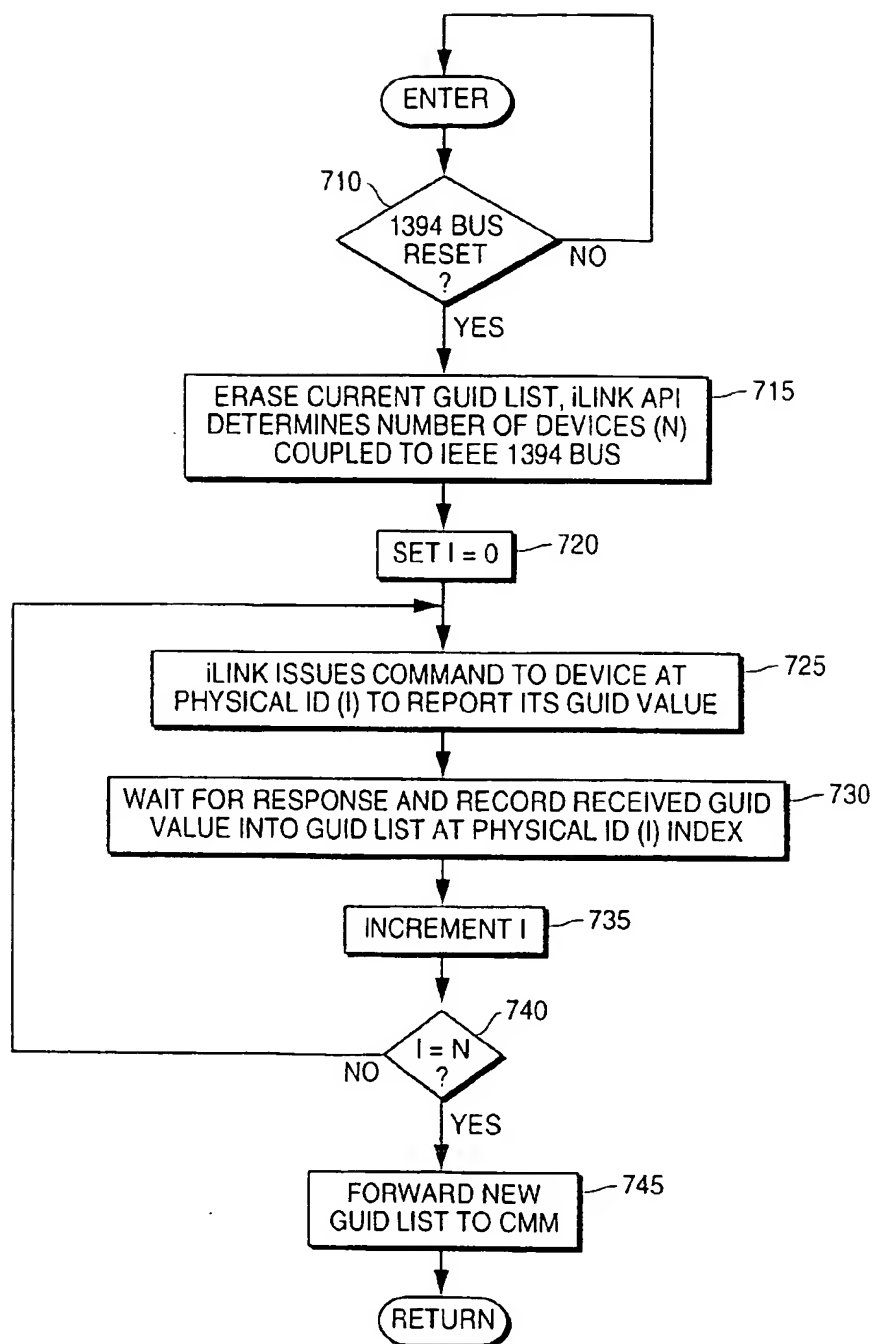 ENTER
710
1394 BUS
RESET
?
NO
YES
ERASE CURRENT GUID LIST, iLINK API
DETERMINES NUMBER OF DEVICES (N)
COUPLED TO IEEE 1394 BUS
715
SET I = 0
720
iLINK ISSUES COMMAND TO DEVICE AT
PHYSICAL ID (I) TO REPORT ITS GUID VALUE
725
WAIT FOR RESPONSE AND RECORD RECEIVED GUID
VALUE INTO GUID LIST AT PHYSICAL ID (I) INDEX
730
INCREMENT I
735
740
I = N
?
NO
YES
FORWARD NEW
GUID LIST TO CMM
745
RETURN